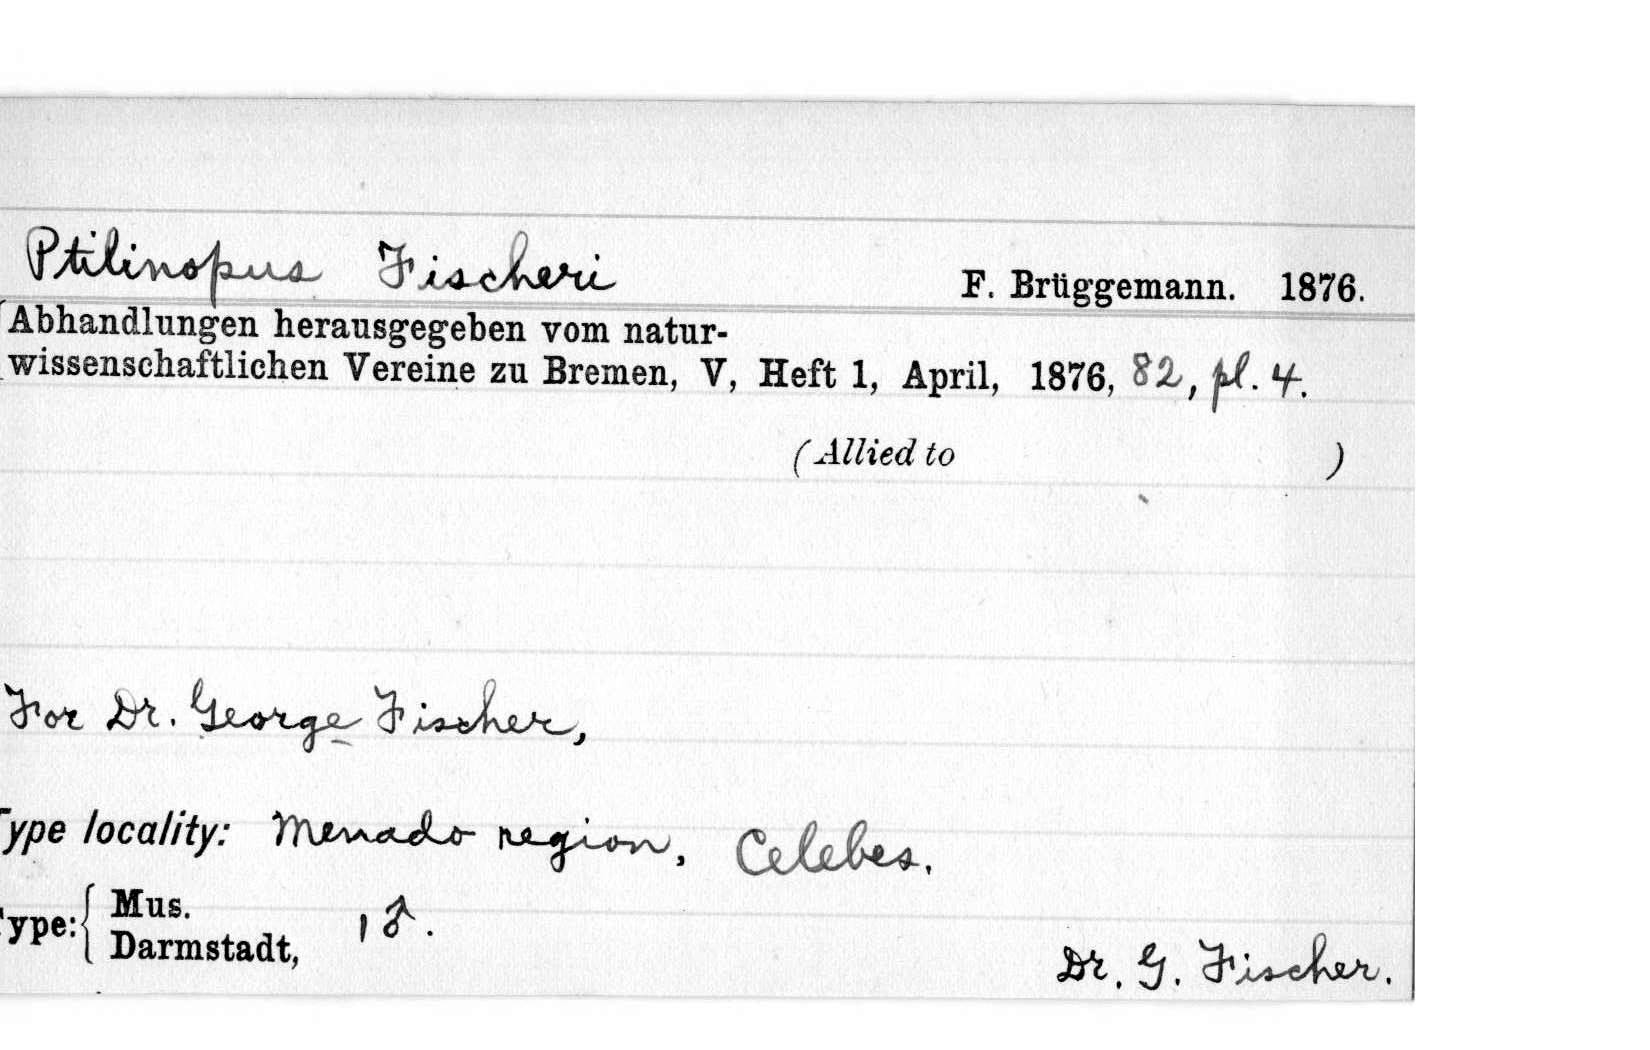 Ptilinopus Fischeri F. Brüggemann. 1876.
Abhandlungen herausgegeben vom natur-
wissenschaftlichen Vereine zu Bremen, V, Heft 1, April, 1876, 82, pl. 4.
(Allied to )
For Dr. George Fischer,
Type locality: Menado region, Celebes.
Type: { Mus.
Darmstadt, 1 ♂.
Dr. G. Fischer.